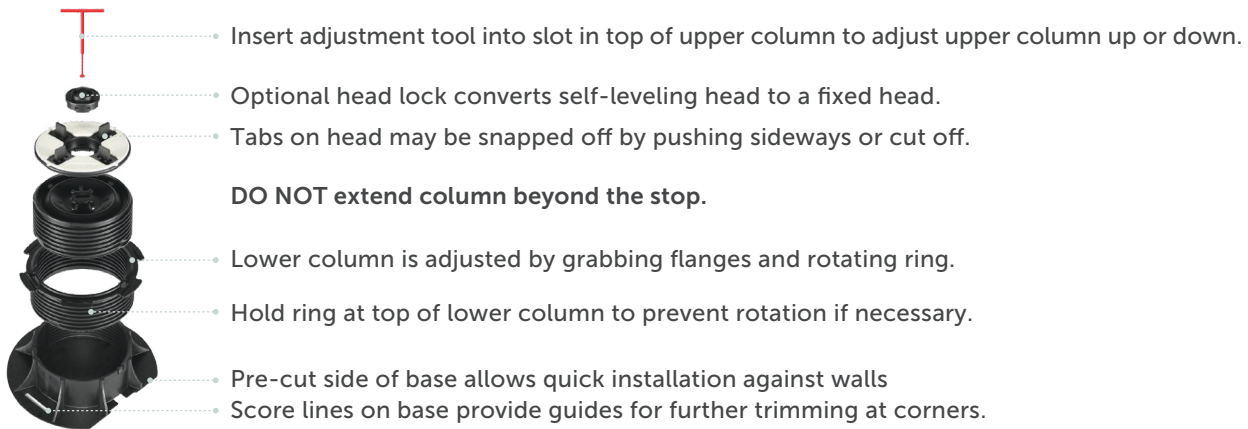 Insert adjustment tool into slot in top of upper column to adjust upper column up or down.
Optional head lock converts self-leveling head to a fixed head.
Tabs on head may be snapped off by pushing sideways or cut off.
DO NOT extend column beyond the stop.
Lower column is adjusted by grabbing flanges and rotating ring.
Hold ring at top of lower column to prevent rotation if necessary.
Pre-cut side of base allows quick installation against walls
Score lines on base provide guides for further trimming at corners.